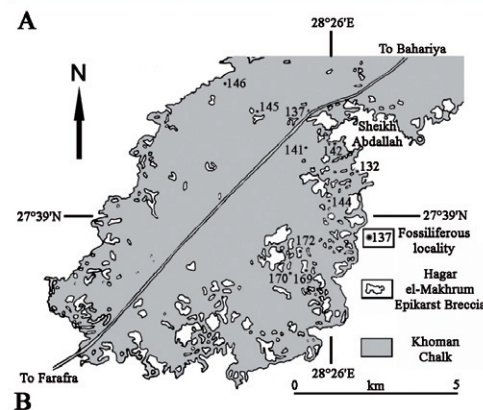 A
28°26'E
To Bahariya
N
146
145
137
Sheikh
Abdallah
141
142
132
144
27°39'N
27°39'N
137
Fossiliferous
locality
172
170
169
Hagar
el-Makhrum
Epikarst Breccia
Khoman
Chalk
28°26'E
To Farafra
0
5
km
B